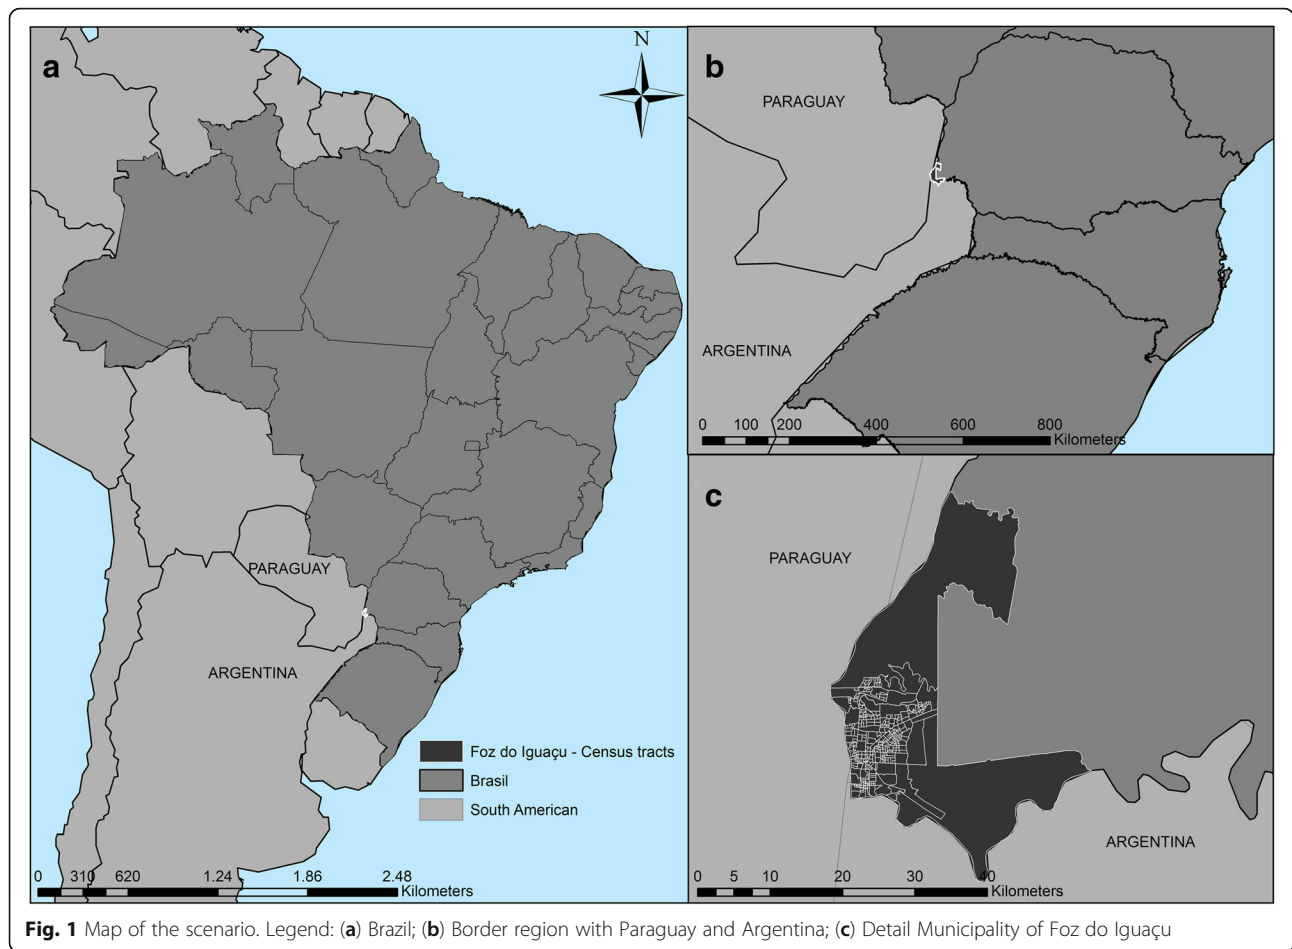 a
N
PARAGUAY
ARGENTINA
Foz do Iguaçu - Census tracts
Brasil
South American
0 310 620 1.24 1.86 2.48
Kilometers
b
PARAGUAY
ARGENTINA
0 100 200 400 600 800
Kilometers
c
PARAGUAY
ARGENTINA
0 5 10 20 30 40
Kilometers
Fig. 1 Map of the scenario. Legend: (a) Brazil; (b) Border region with Paraguay and Argentina; (c) Detail Municipality of Foz do Iguaçu